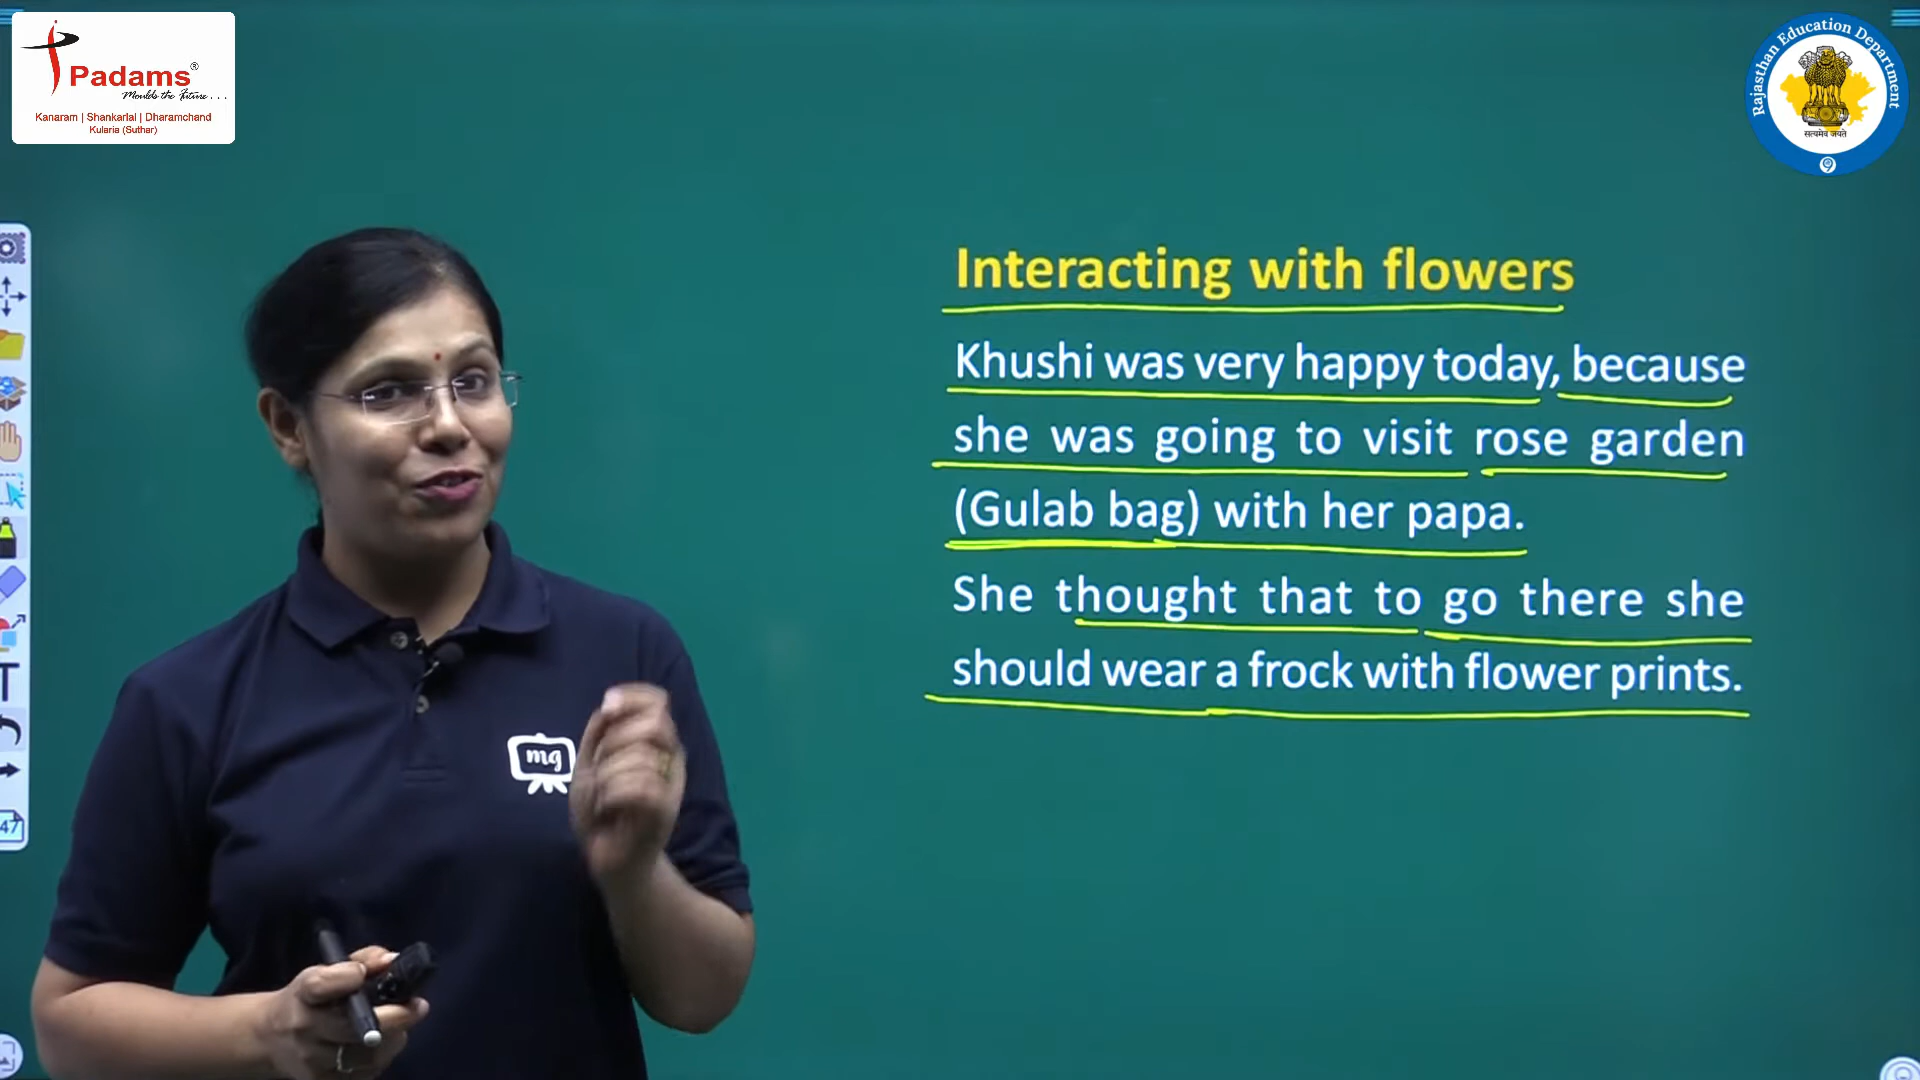 Padams®
Moulds the Future...
Kanaram | Shankarlal | Dharamchand
Kularia (Suthar)
Rajasthan Education Department
सत्यमेव जयते
Interacting with flowers
Khushi was very happy today, because
she was going to visit rose garden
(Gulab bag) with her papa.
She thought that to go there she
should wear a frock with flower prints.
mg
T
47